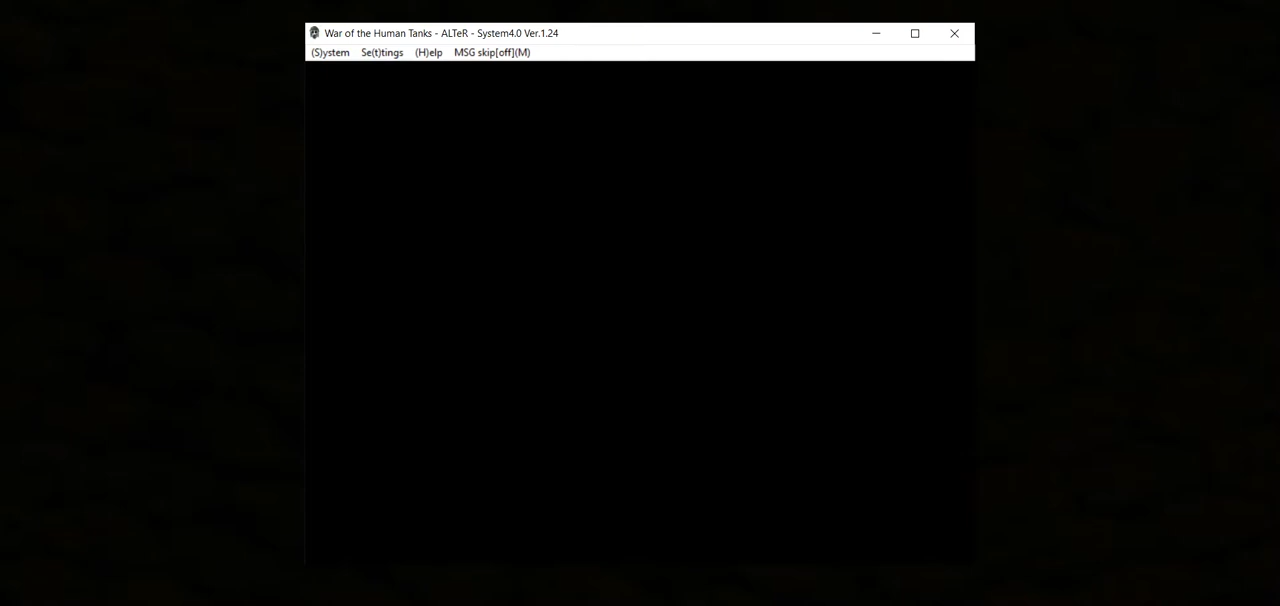 War of the Human Tanks - ALTeR - System4.0 Ver.1.24
(S)ystem Se(t)tings (H)elp MSG skip[off](M)